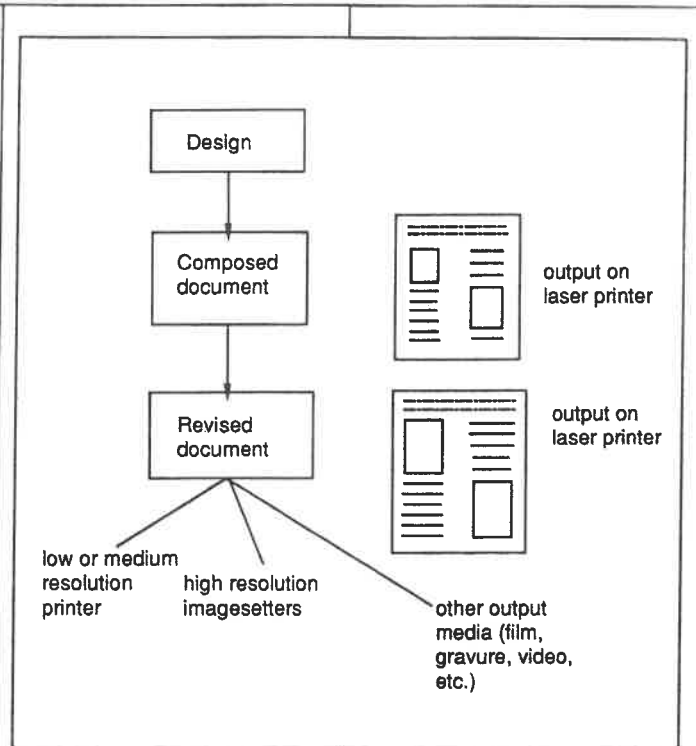 Design
Composed
document
output on
laser printer
Revised
document
output on
laser printer
low or medium
resolution
printer
high resolution
imagesetters
other output
media (film,
gravure, video,
etc.)